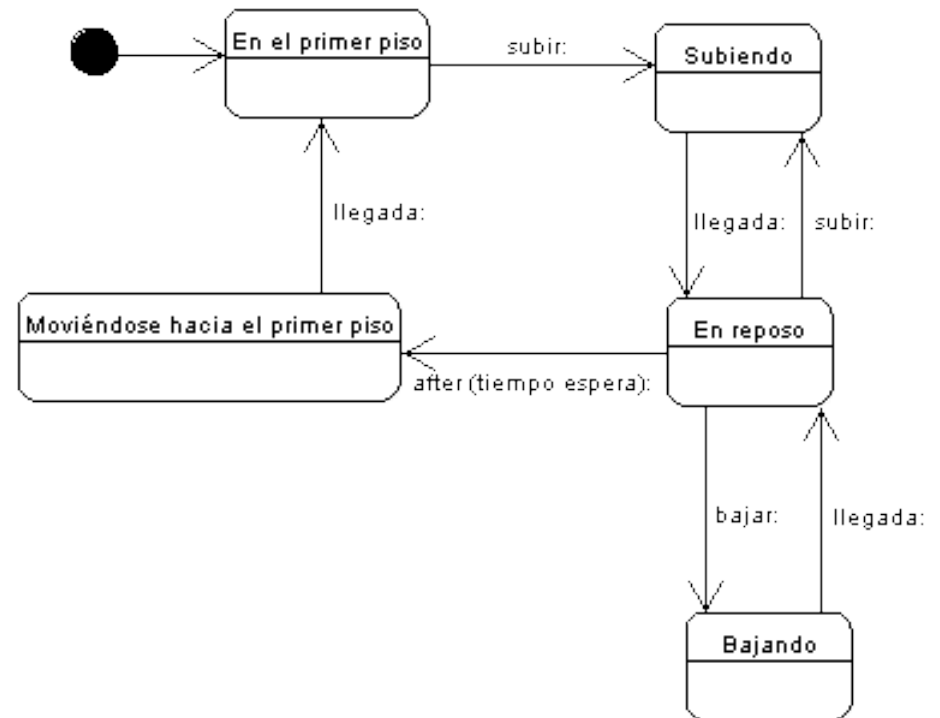 En el primer piso
subir:
Subiendo
llegada:
llegada:
subir:
Moviéndose hacia el primer piso
En reposo
after (tiempo espera):
bajar:
llegada:
Bajando